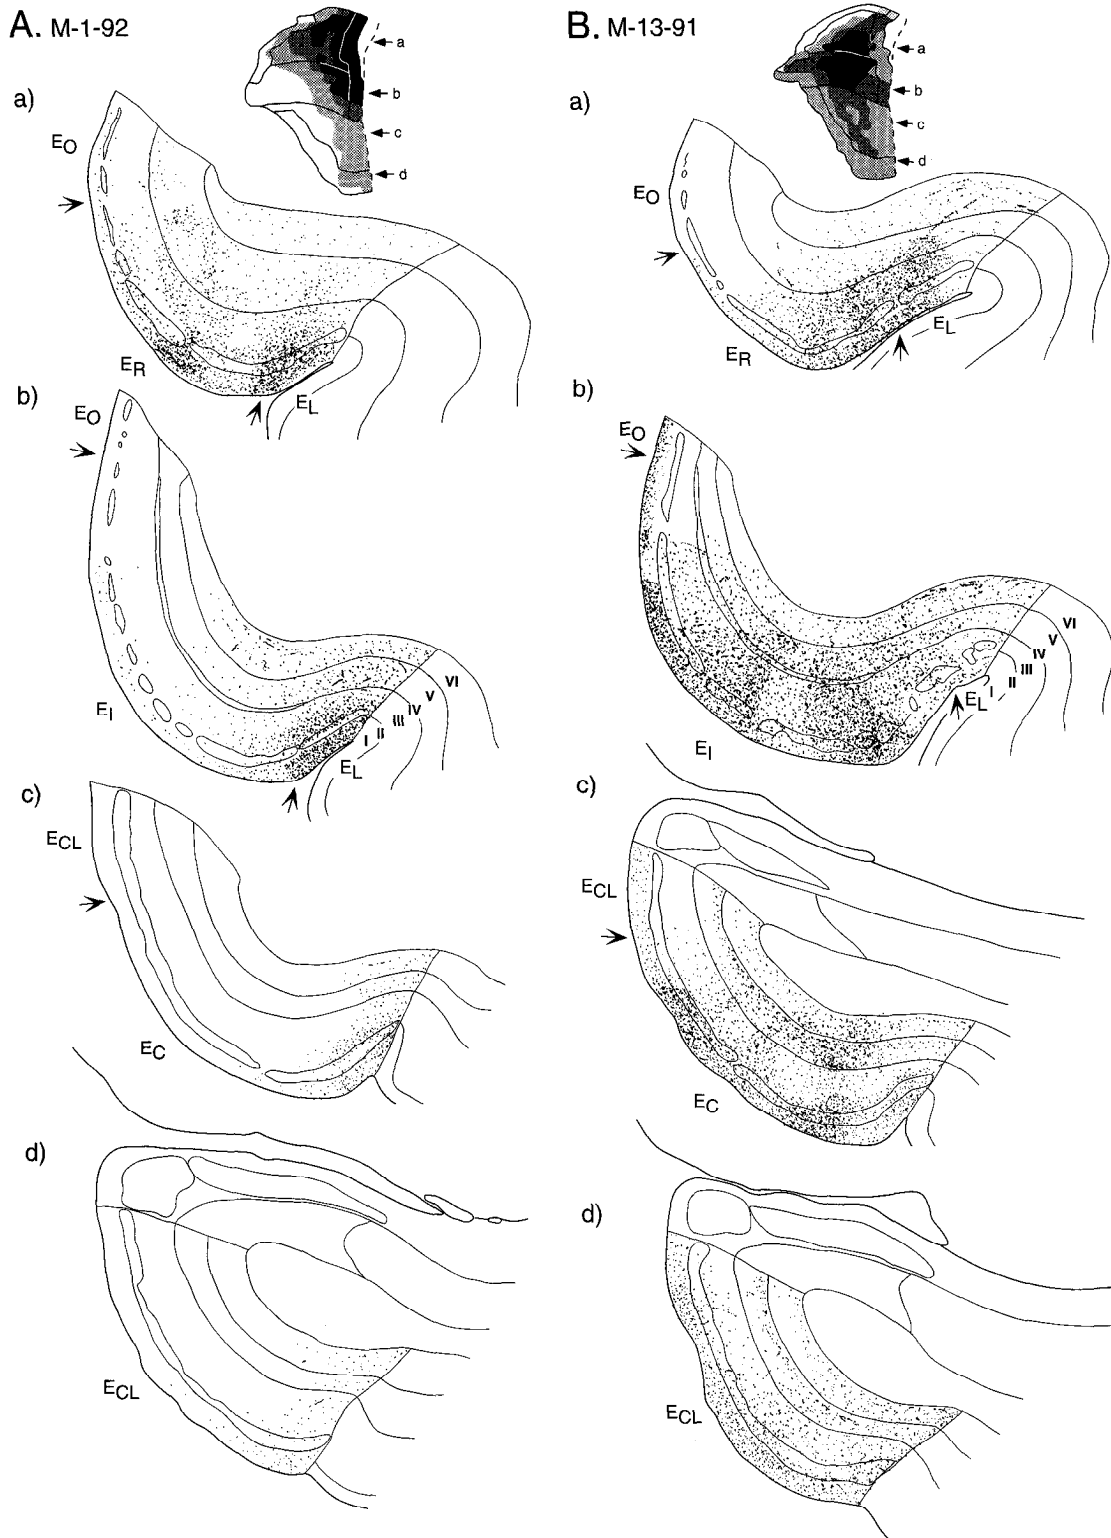 A. M-1-92
a
b
c
d
a)
EO
ER
EL
b)
EO
EI
EL
I
II
III
IV
V
VI
c)
ECL
EC
d)
ECL
B. M-13-91
a
b
c
d
a)
EO
ER
EL
b)
EO
EI
EL
I
II
III
IV
V
VI
c)
ECL
EC
d)
ECL